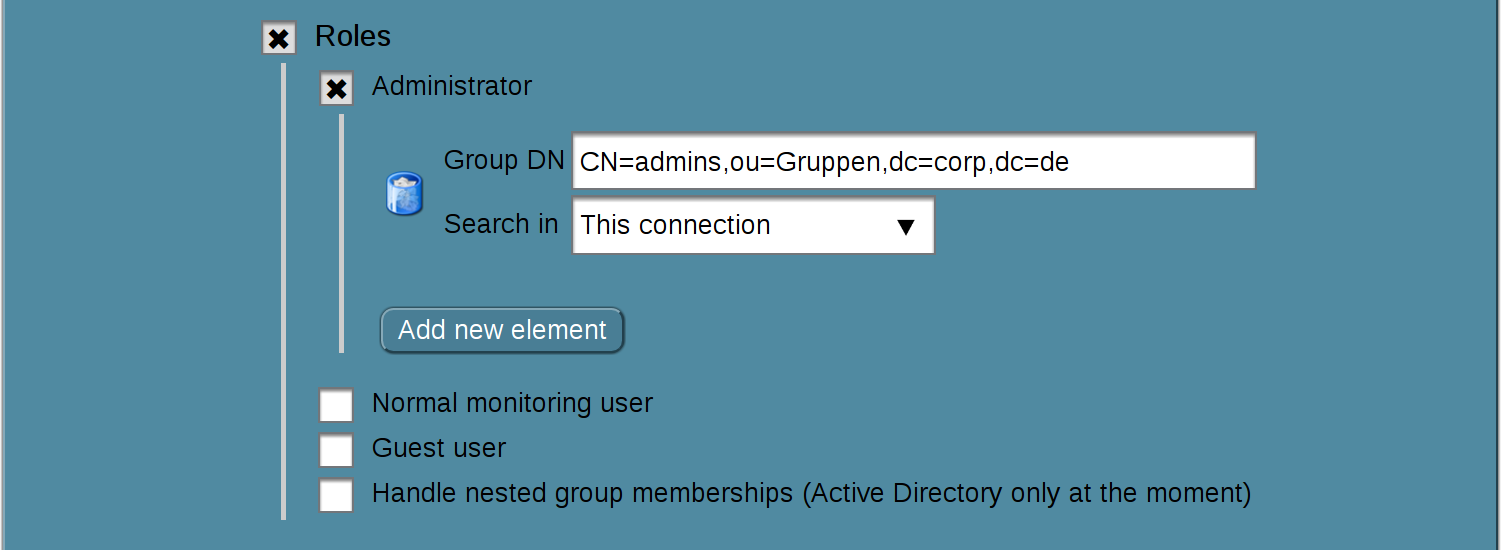 Roles
Administrator
Group DN CN=admins,ou=Gruppen,dc=corp,dc=de
Search in This connection
Add new element
Normal monitoring user
Guest user
Handle nested group memberships (Active Directory only at the moment)